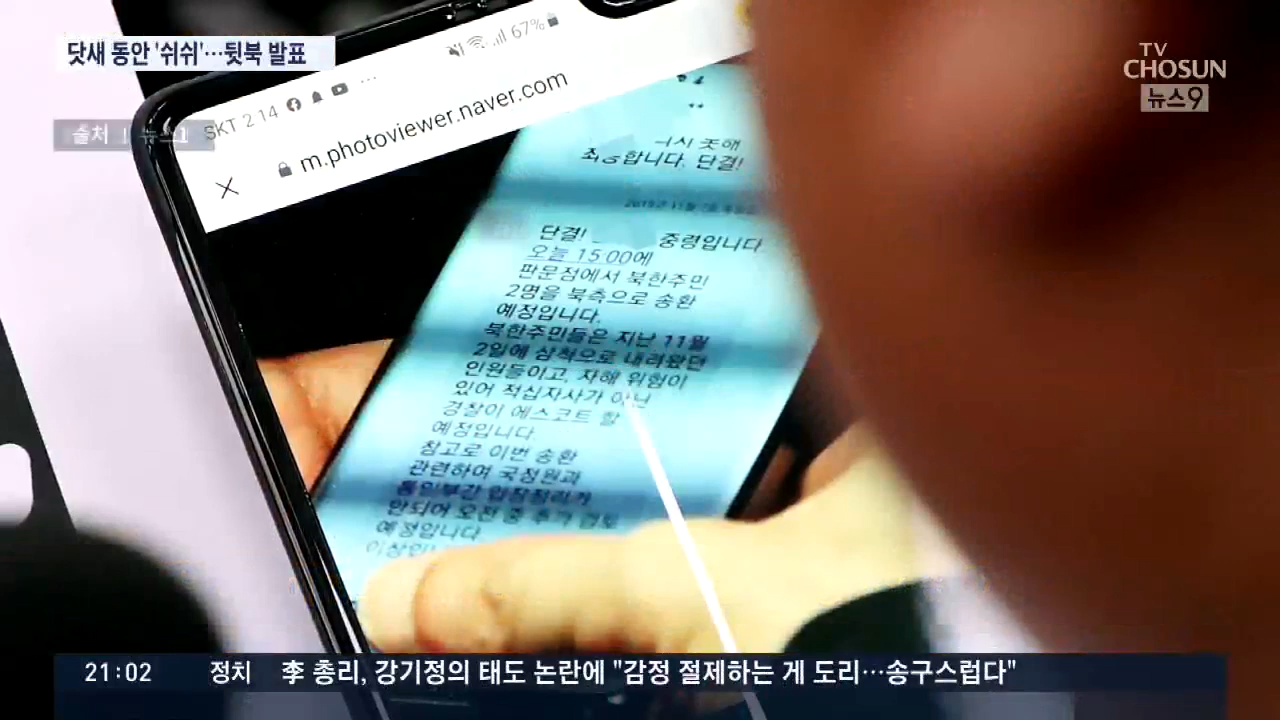 닷새 동안 '쉬쉬'…뒷북 발표
TV
CHOSUN
뉴스9
출처 뉴스1
67%
SKT 2:14
m.photoviewer.naver.com
합니다. 단결!
단결! 중령입니다
오늘 15:00에
판문점에서 북한주민
2명을 북측으로 송환
예정입니다.
북한주민들은 지난 11월
2일에 삼척으로 내려왔던
인원들이고, 자해 위험이
있어 적십자사가 아닌
경찰이 에스코트 할
예정입니다
참고로 이번 송환
관련하여 국정원과
통일부간 입장정리가
안되어 오전 중 추가 검토
예정입니다
21:02 정치 李 총리, 강기정의 태도 논란에 "감정 절제하는 게 도리…송구스럽다"